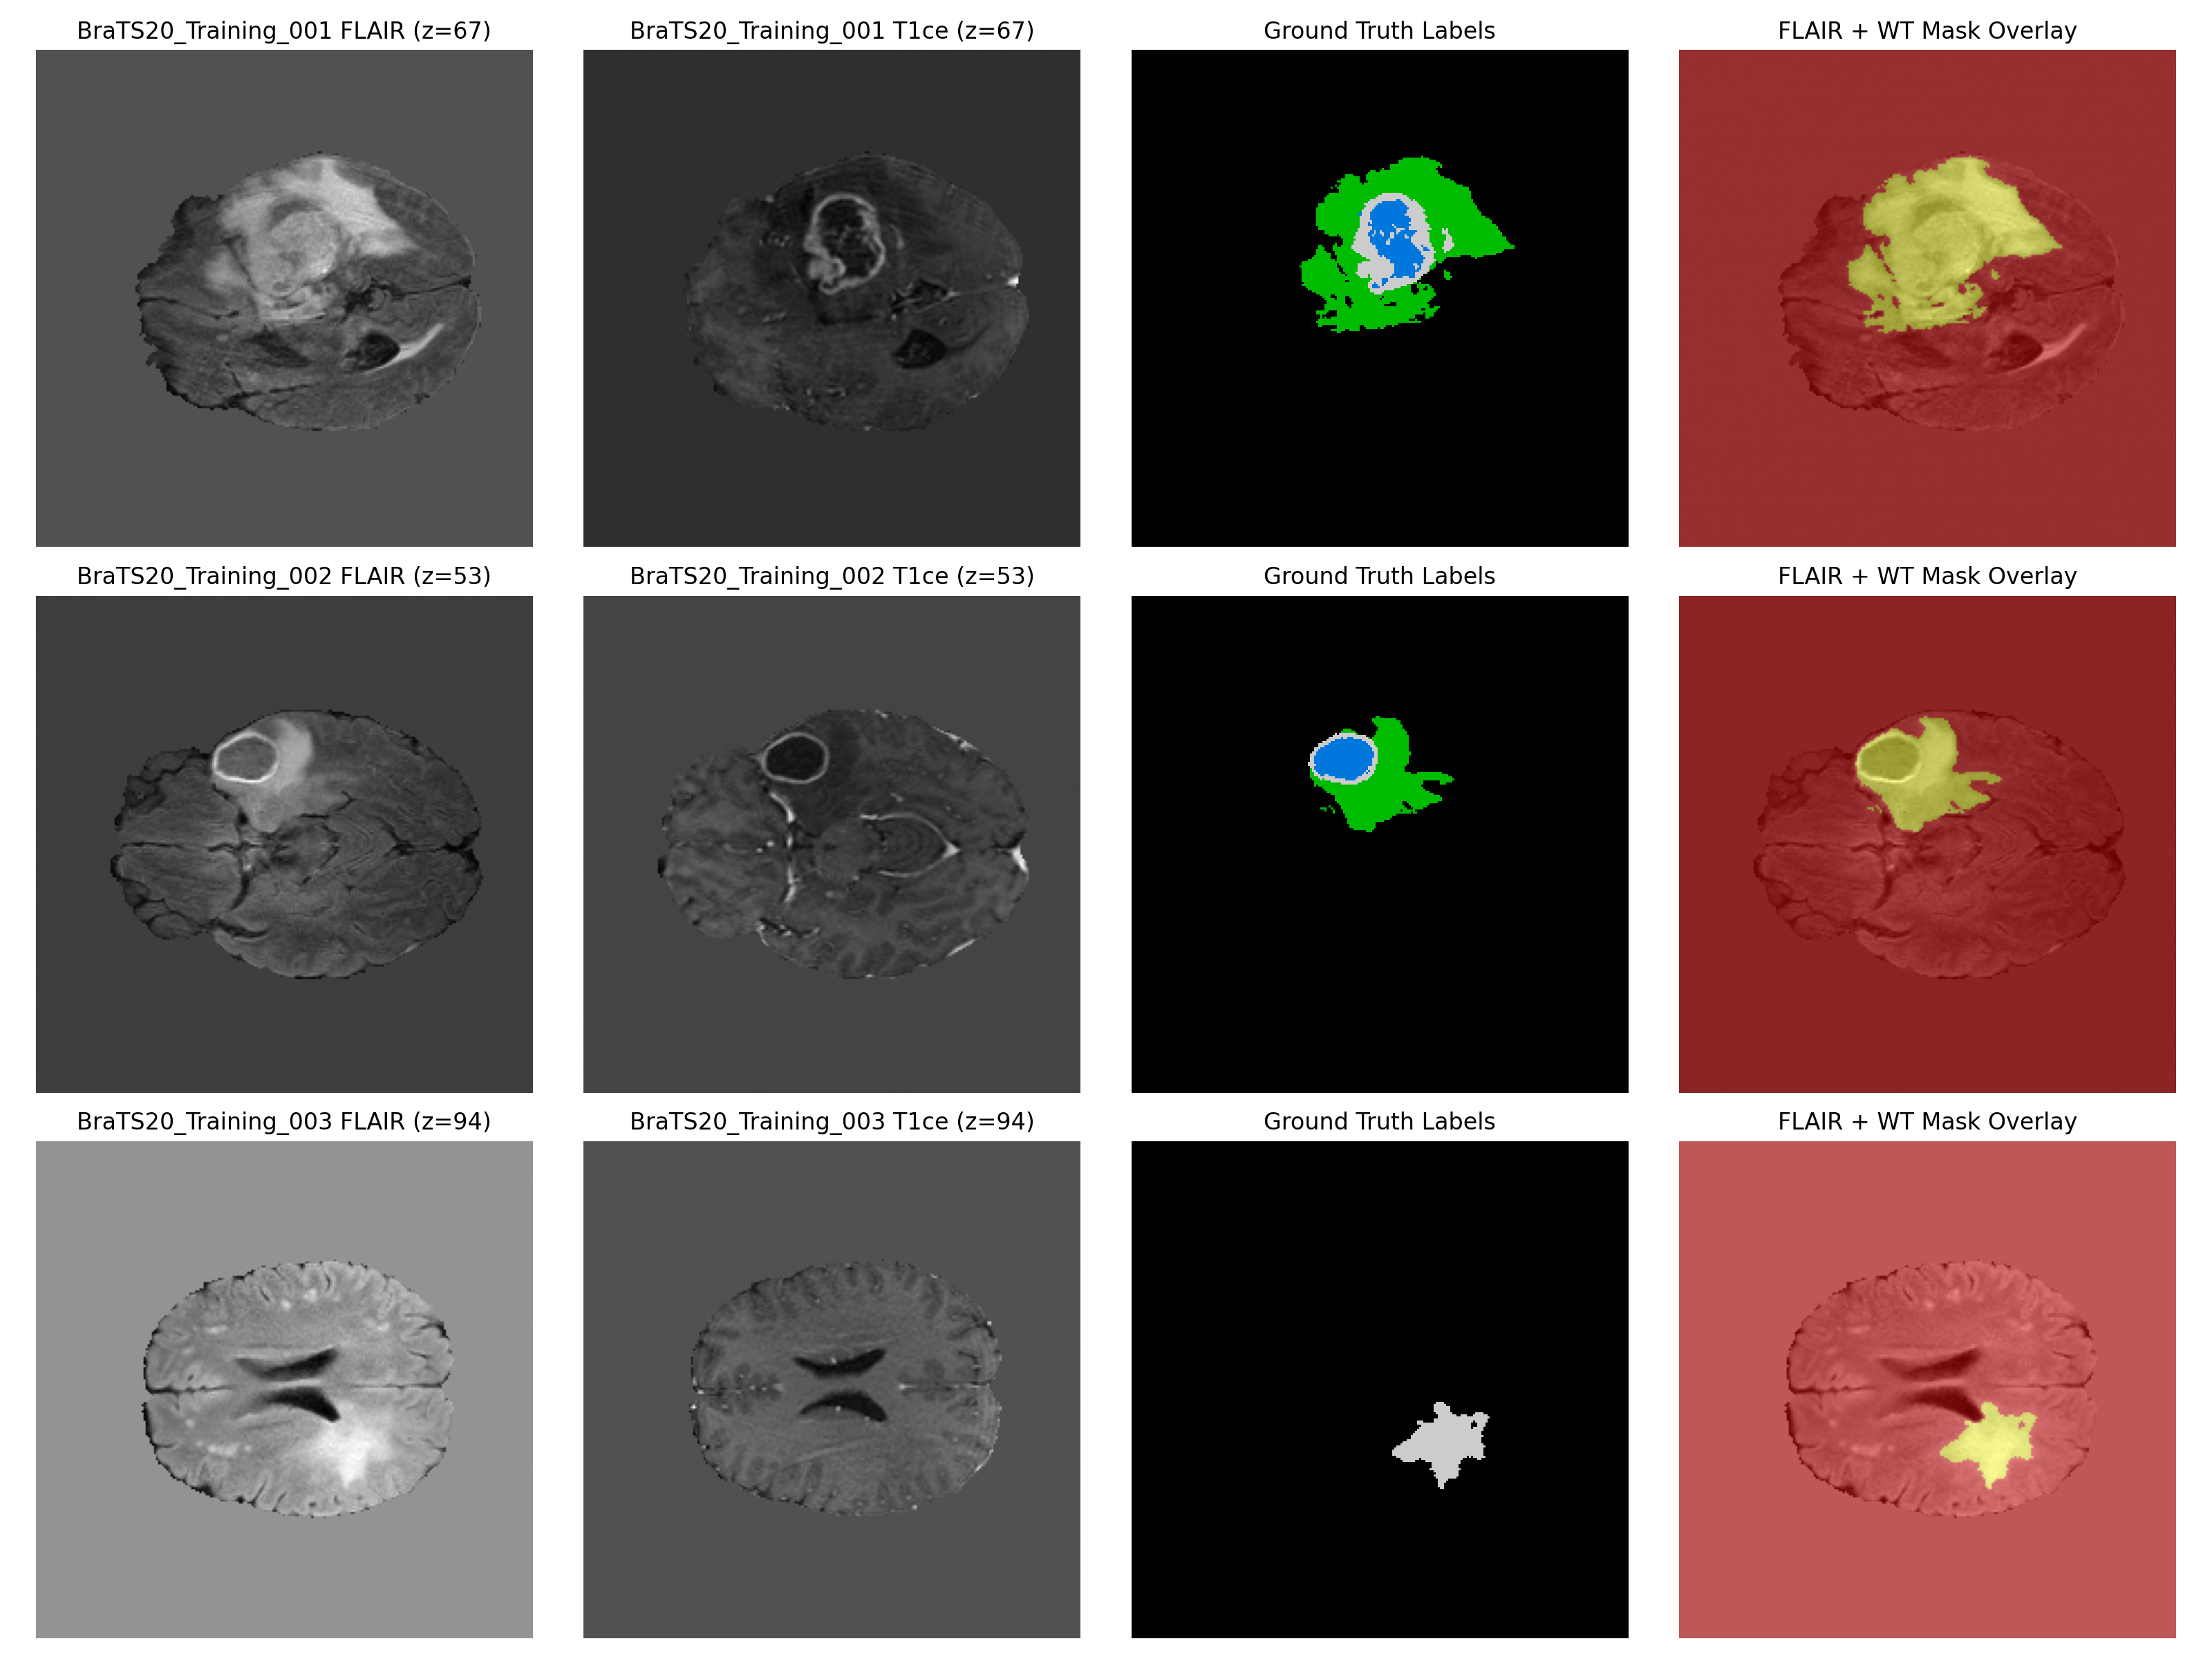 BraTS20_Training_001 FLAIR (z=67)
BraTS20_Training_001 T1ce (z=67)
Ground Truth Labels
FLAIR + WT Mask Overlay
BraTS20_Training_002 FLAIR (z=53)
BraTS20_Training_002 T1ce (z=53)
Ground Truth Labels
FLAIR + WT Mask Overlay
BraTS20_Training_003 FLAIR (z=94)
BraTS20_Training_003 T1ce (z=94)
Ground Truth Labels
FLAIR + WT Mask Overlay